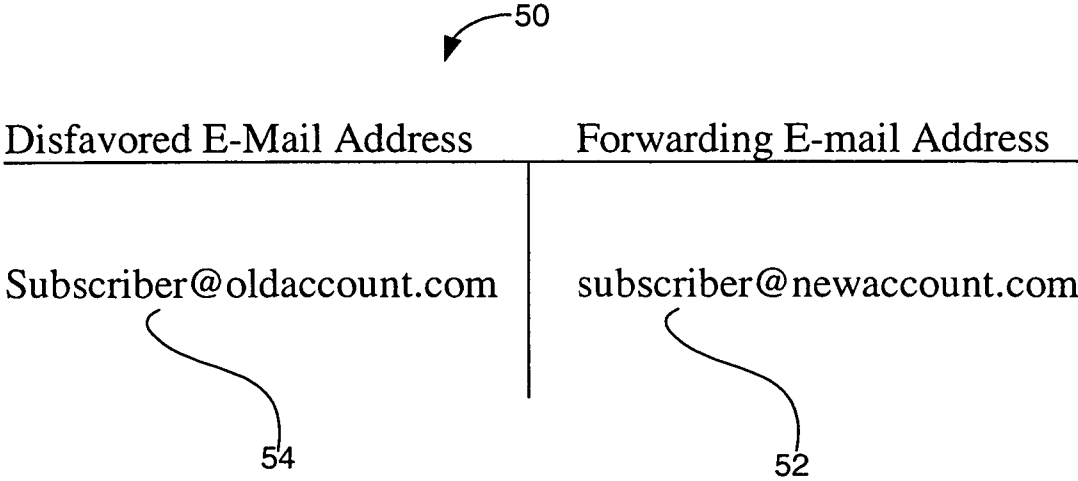 50
Disfavored E-Mail Address Forwarding E-mail Address
Subscriber@oldaccount.com subscriber@newaccount.com
54 52